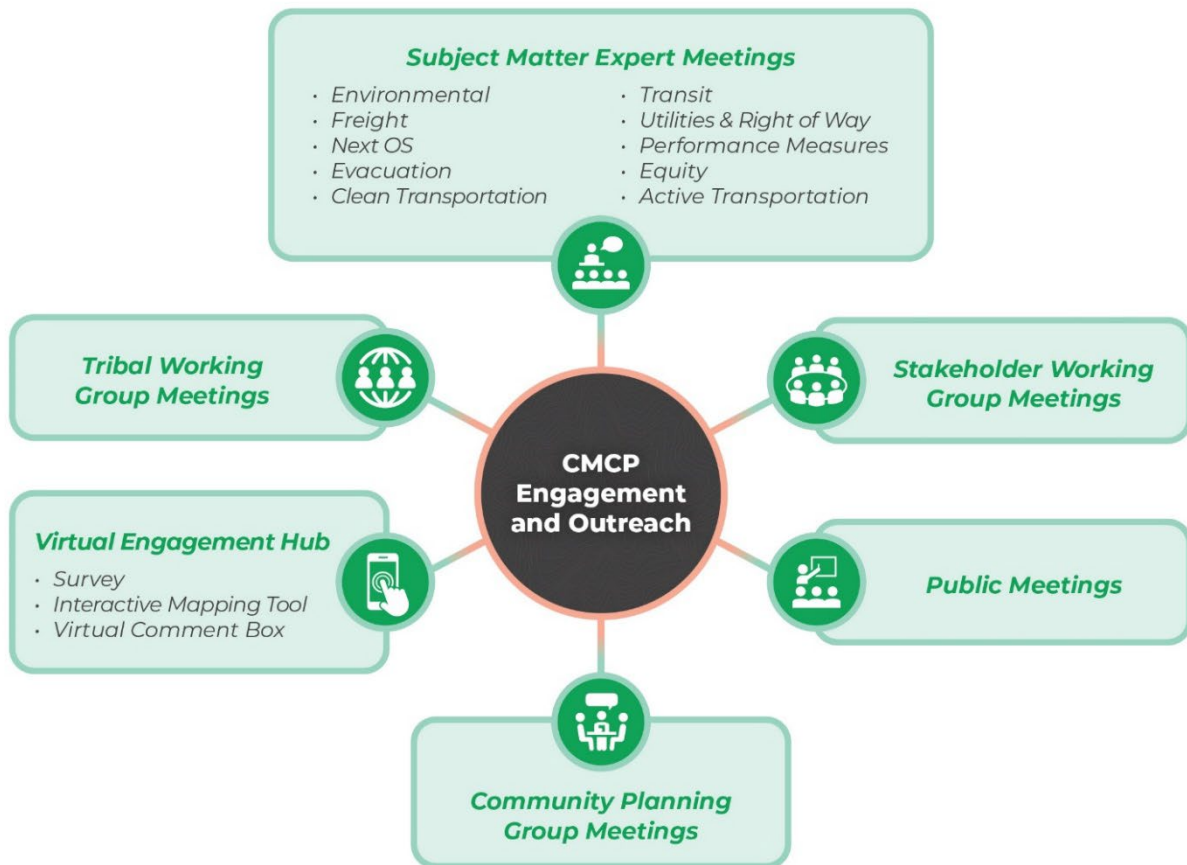 Subject Matter Expert Meetings
· Environmental
· Freight
· Next OS
· Evacuation
· Clean Transportation
· Transit
· Utilities & Right of Way
· Performance Measures
· Equity
· Active Transportation
Tribal Working
Group Meetings
Stakeholder Working
Group Meetings
CMCP
Engagement
and Outreach
Virtual Engagement Hub
· Survey
· Interactive Mapping Tool
· Virtual Comment Box
Public Meetings
Community Planning
Group Meetings